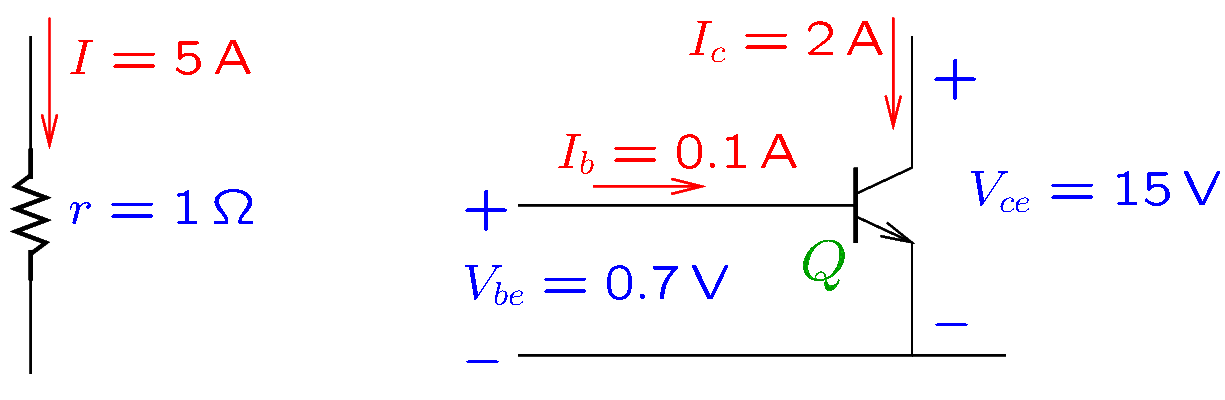 I = 5 A
r = 1 Ω
I_c = 2 A
+
I_b = 0.1 A
V_ce = 15 V
+
Q
V_be = 0.7 V
−
−